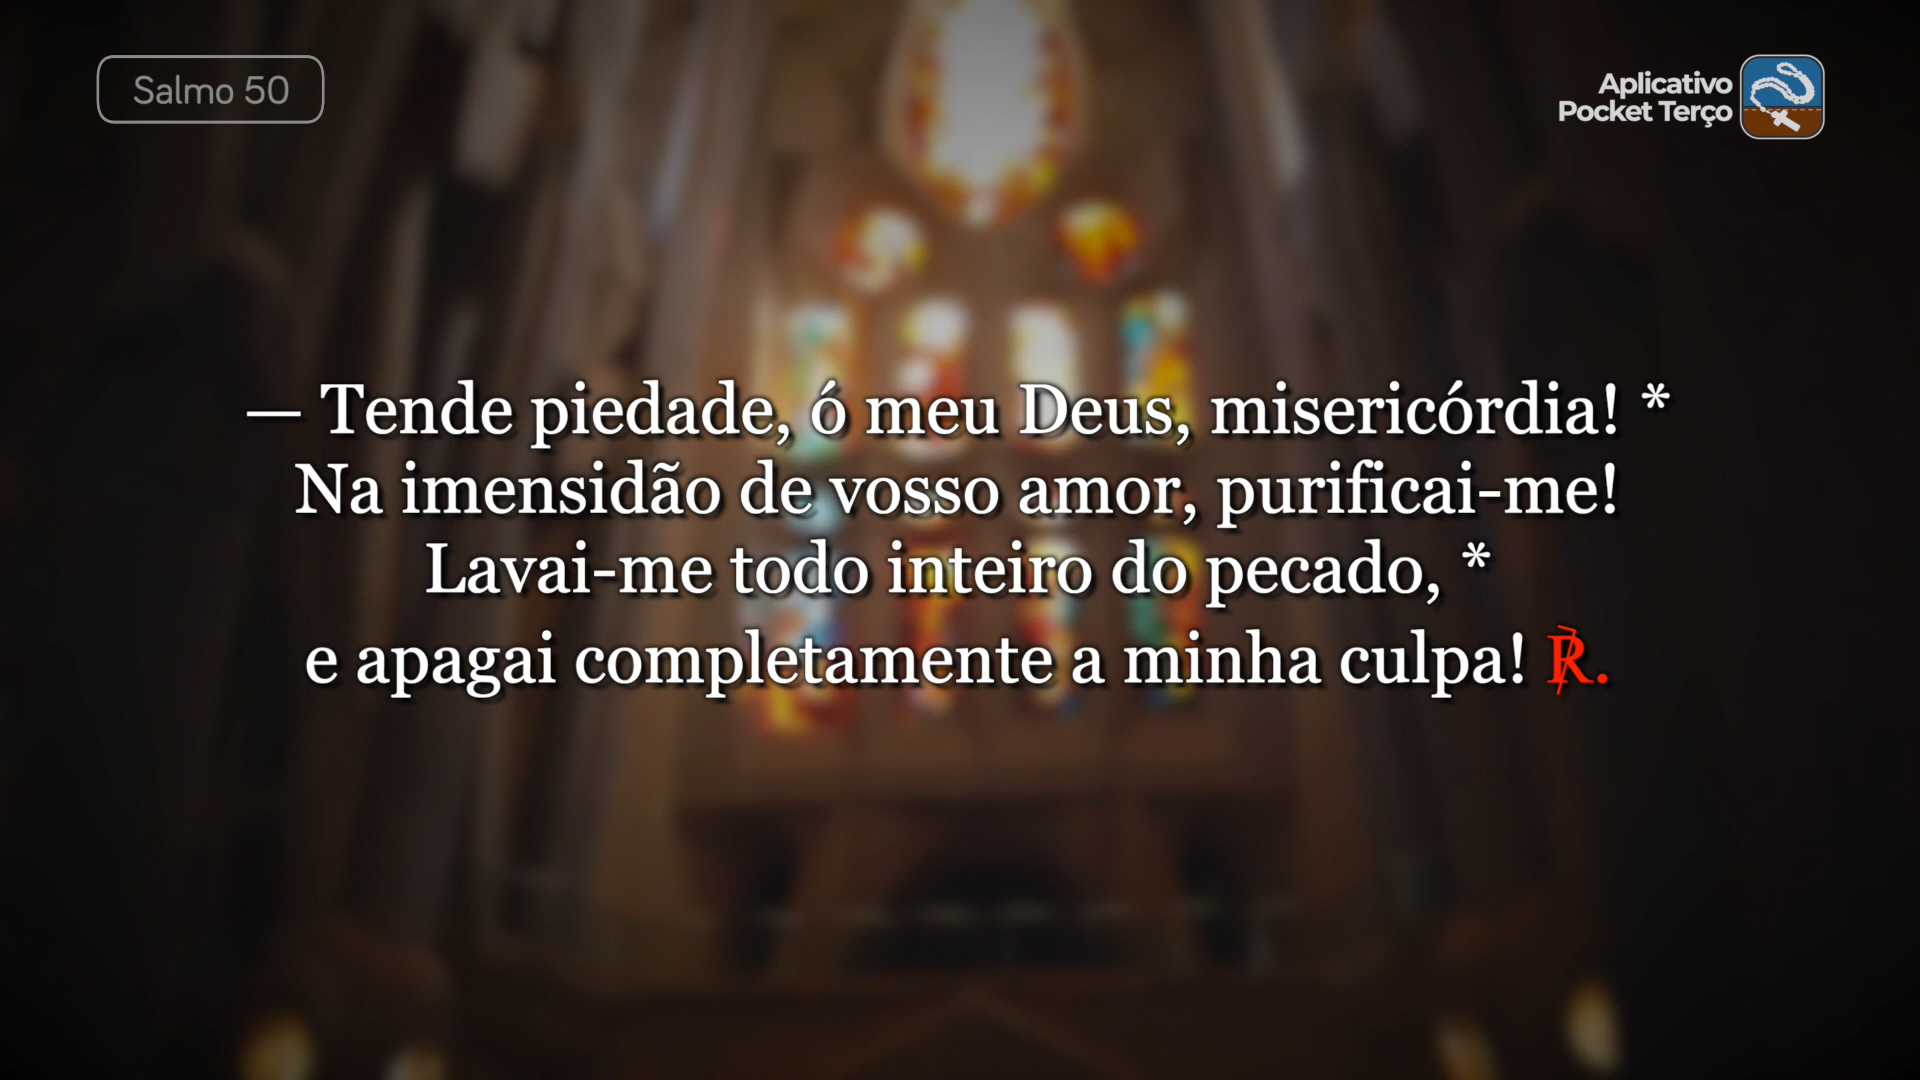 Salmo 50
Aplicativo
Pocket Terço
— Tende piedade, ó meu Deus, misericórdia! *
Na imensidão de vosso amor, purificai-me!
Lavai-me todo inteiro do pecado, *
e apagai completamente a minha culpa! ℟.